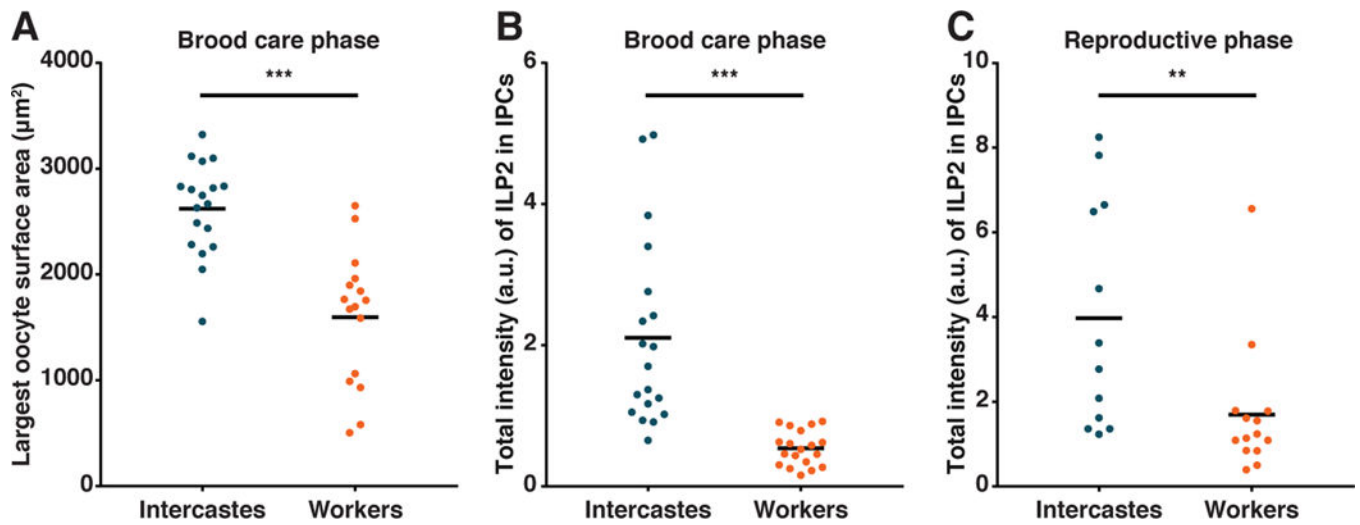 A
Brood care phase
***
Largest oocyte surface area (µm²)
4000
3000
2000
1000
0
Intercastes
Workers
B
Brood care phase
***
Total intensity (a.u.) of ILP2 in IPCs
6
4
2
0
Intercastes
Workers
C
Reproductive phase
**
Total intensity (a.u.) of ILP2 in IPCs
10
8
6
4
2
0
Intercastes
Workers